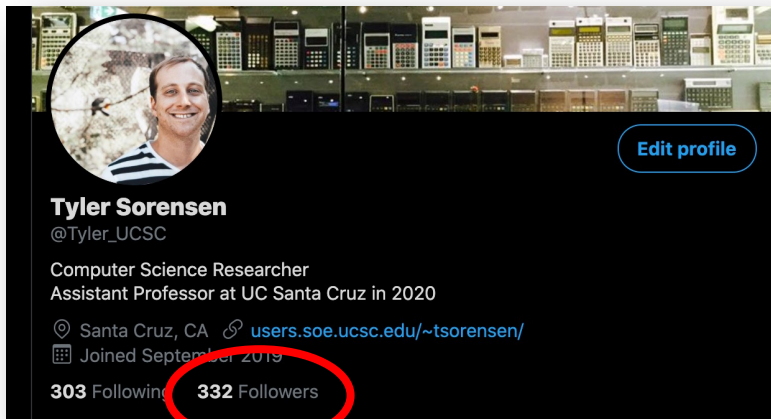 Edit profile
Tyler Sorensen
@Tyler_UCSC
Computer Science Researcher
Assistant Professor at UC Santa Cruz in 2020
Santa Cruz, CA users.soe.ucsc.edu/~tsorensen/
Joined September 2019
303 Following 332 Followers